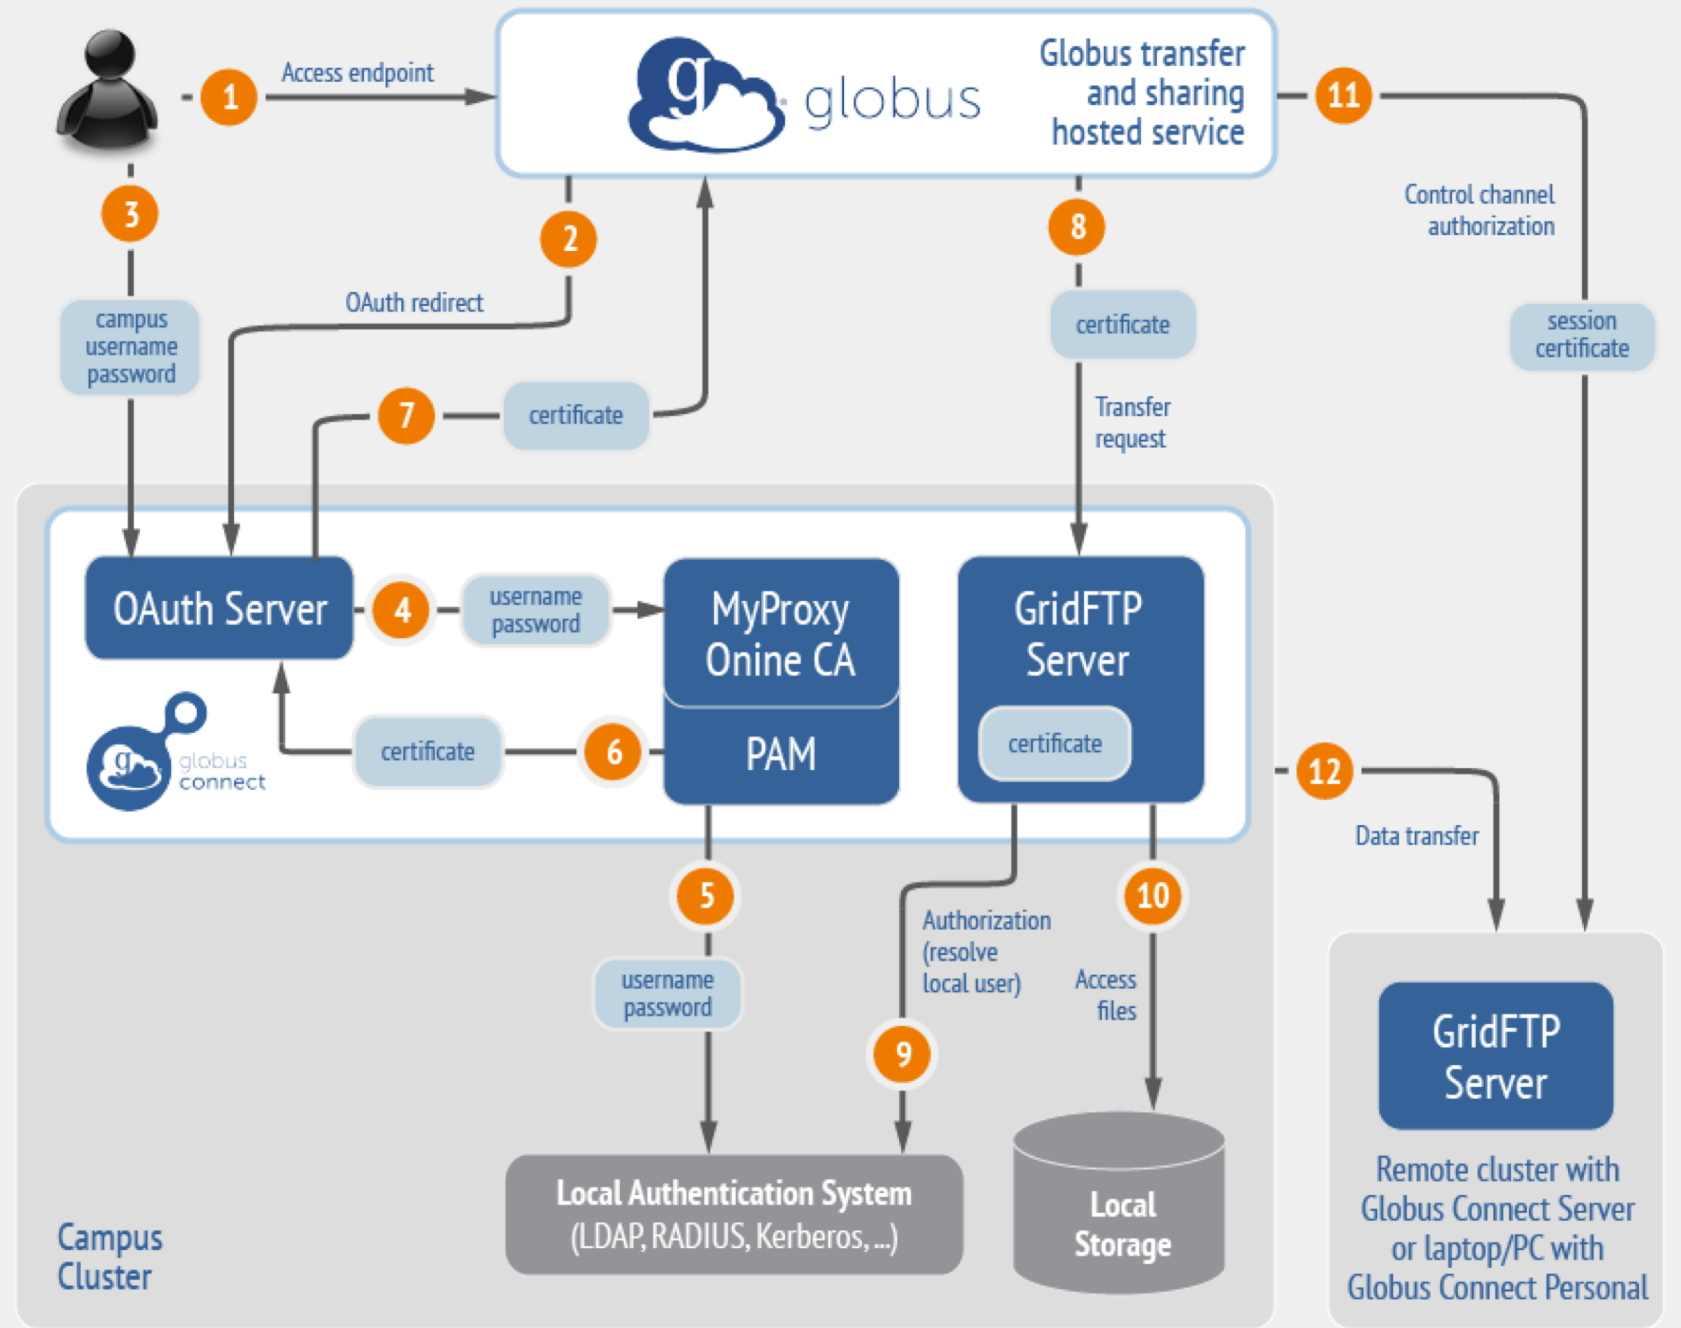 1
Access endpoint
g globus
Globus transfer
and sharing
hosted service
11
Control channel
authorization
session
certificate
3
campus
username
password
2
OAuth redirect
7
certificate
8
certificate
Transfer
request
OAuth Server
4
username
password
MyProxy
Onine CA
PAM
GridFTP
Server
certificate
g
globus
connect
certificate
6
12
Data transfer
5
username
password
Authorization
(resolve
local user)
9
10
Access
files
Local Authentication System
(LDAP, RADIUS, Kerberos, ...)
Local
Storage
Campus
Cluster
GridFTP
Server
Remote cluster with
Globus Connect Server
or laptop/PC with
Globus Connect Personal